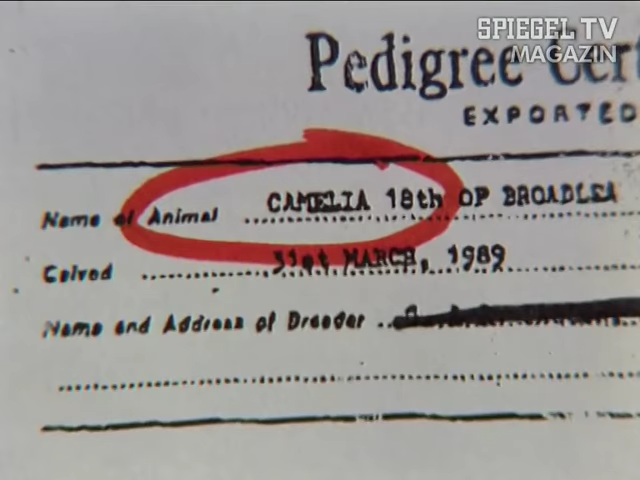 SPIEGEL TV
MAGAZIN
Pedigree Cer
EXPORTED
Name of Animal CAMELIA 18th OF BROADLEA
Calved 31st MARCH, 1989
Name and Address of Breeder